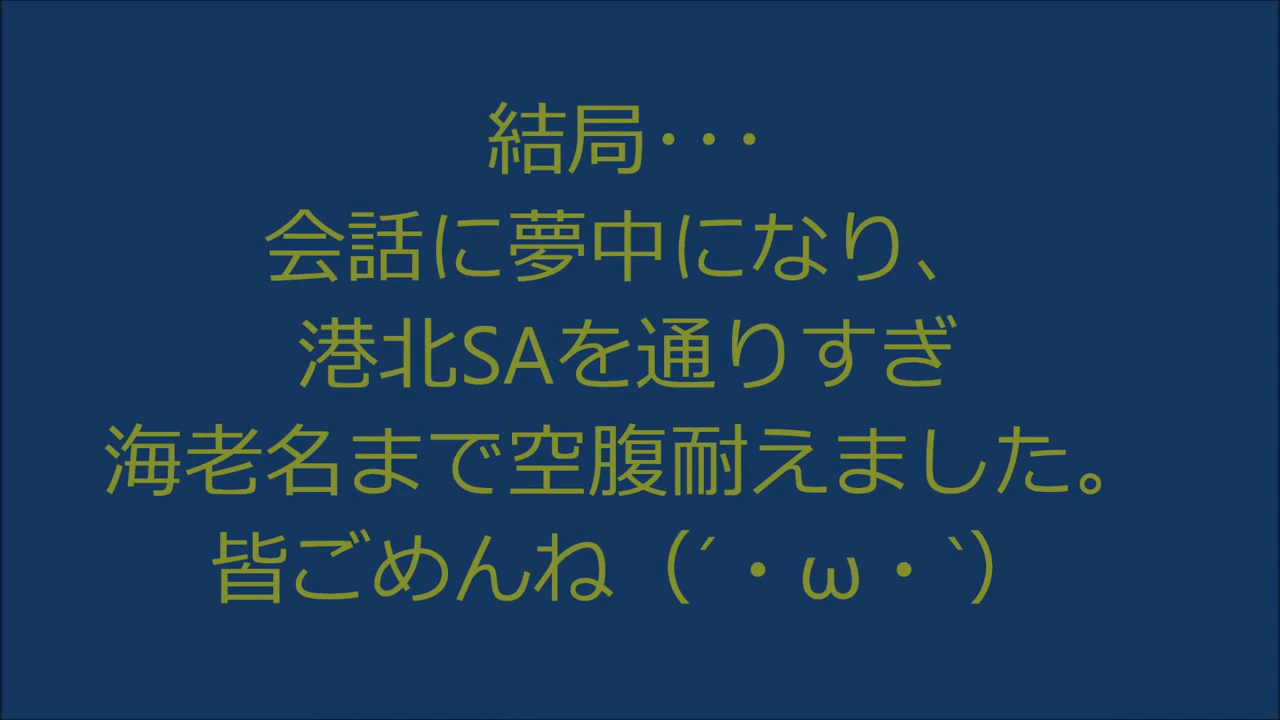 結局･･･
会話に夢中になり、
港北SAを通りすぎ
海老名まで空腹耐えました。
皆ごめんね（´・ω・`）